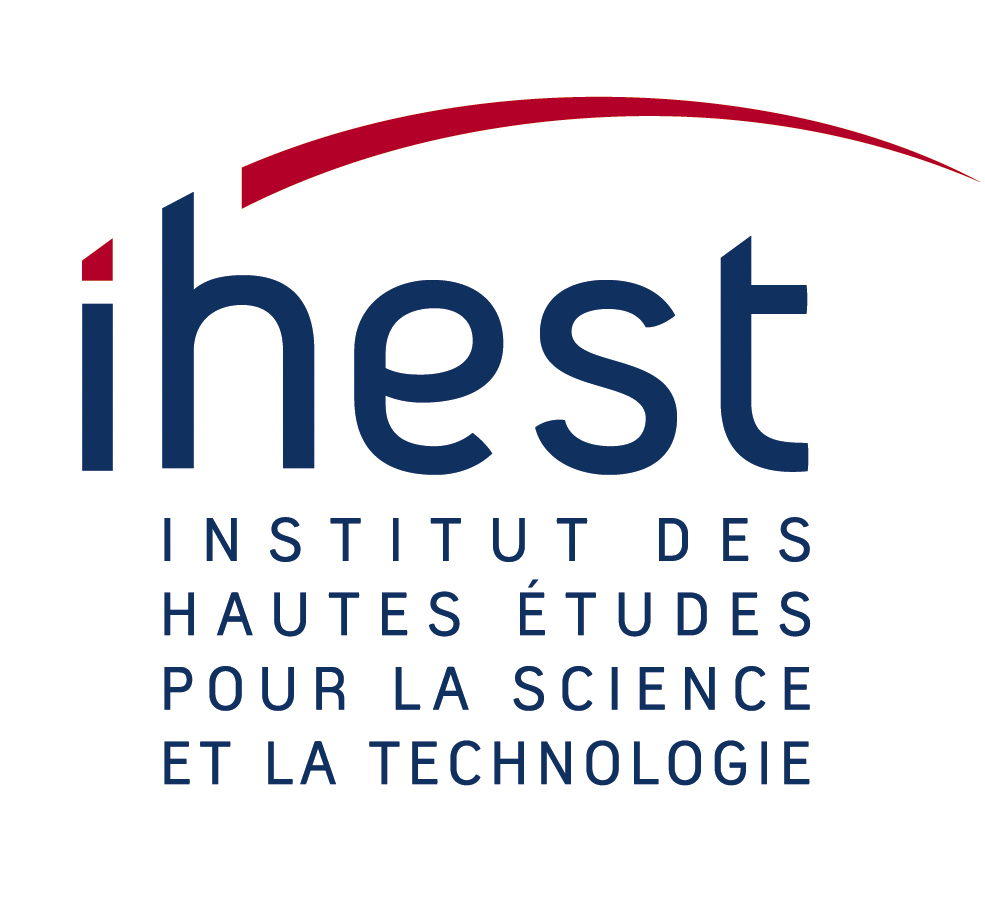 ihest
INSTITUT DES
HAUTES ÉTUDES
POUR LA SCIENCE
ET LA TECHNOLOGIE